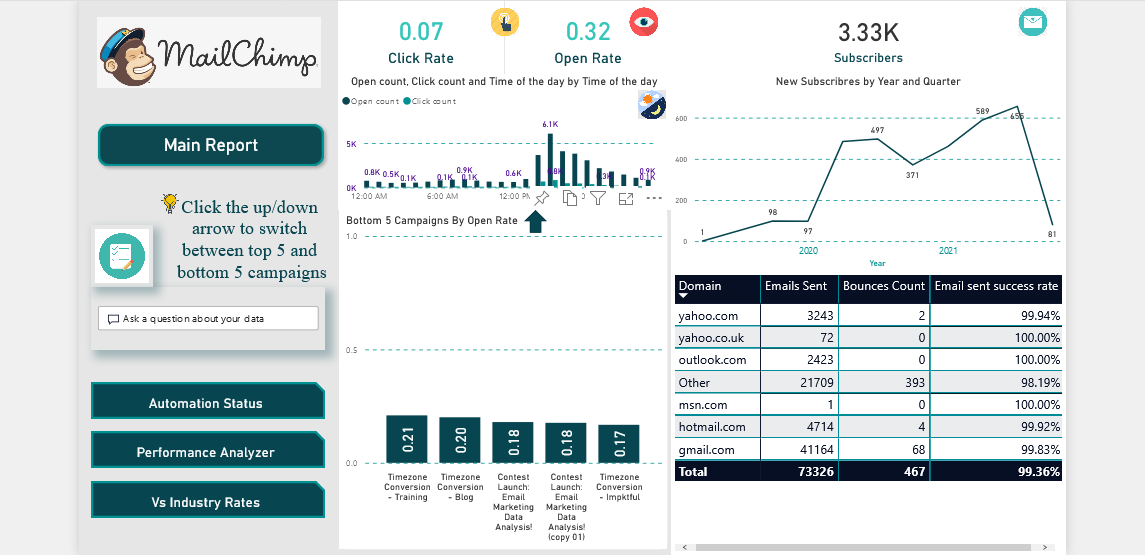 MailChimp
Main Report
Click the up/down
arrow to switch
between top 5 and
bottom 5 campaigns
Ask a question about your data
Automation Status
Performance Analyzer
Vs Industry Rates
0.07
Click Rate
0.32
Open Rate
Open count, Click count and Time of the day by Time of the day
Open count Click count
6.1K
5K
0.8K 0.5K 0.1K 0.9K 0.1K 0.6K 0.9K 0.1K
0K
12:00 AM 6:00 AM
Bottom 5 Campaigns By Open Rate
1.0
0.5
0.0
0.21 0.20 0.18 0.18 0.17
Timezone Conversion - Training
Timezone Conversion - Blog
Contest Launch: Email Marketing Data Analysis!
Contest Launch: Email Marketing Data Analysis! (copy 01)
Timezone Conversion - Impktful
3.33K
Subscribers
New Subscribres by Year and Quarter
600
400
200
0
1 98 97 497 371 589 655 81
2020 2021
Year
Domain Emails Sent Bounces Count Email sent success rate
yahoo.com 3243 2 99.94%
yahoo.co.uk 72 0 100.00%
outlook.com 2423 0 100.00%
Other 21709 393 98.19%
msn.com 1 0 100.00%
hotmail.com 4714 4 99.92%
gmail.com 41164 68 99.83%
Total 73326 467 99.36%